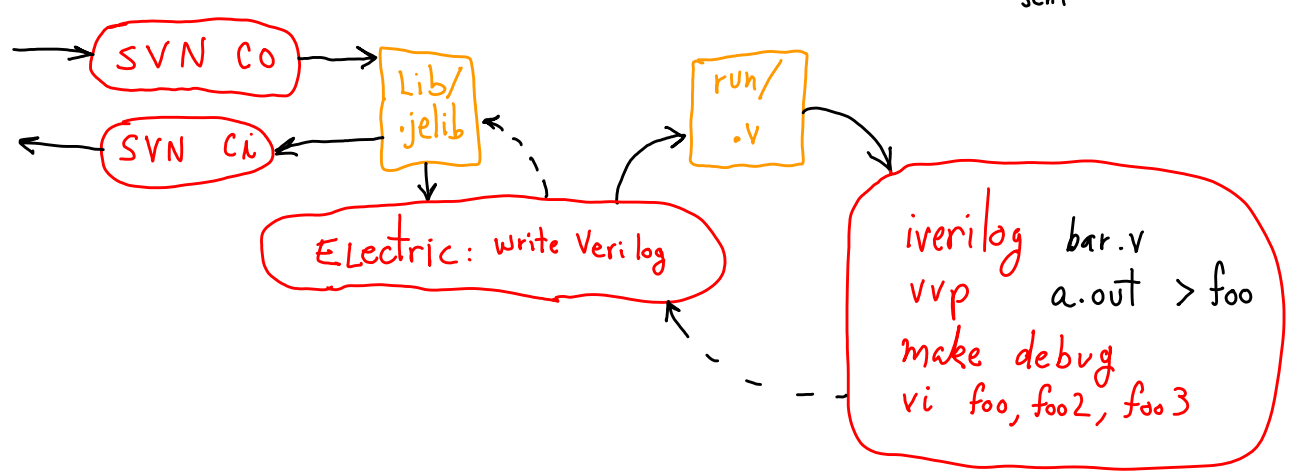 SVN CO
Lib/
.jelib
run/
.v
SVN Ci
ELectric: write Verilog
iverilog bar.v
vvp a.out > foo
make debug
vi foo, foo2, foo3